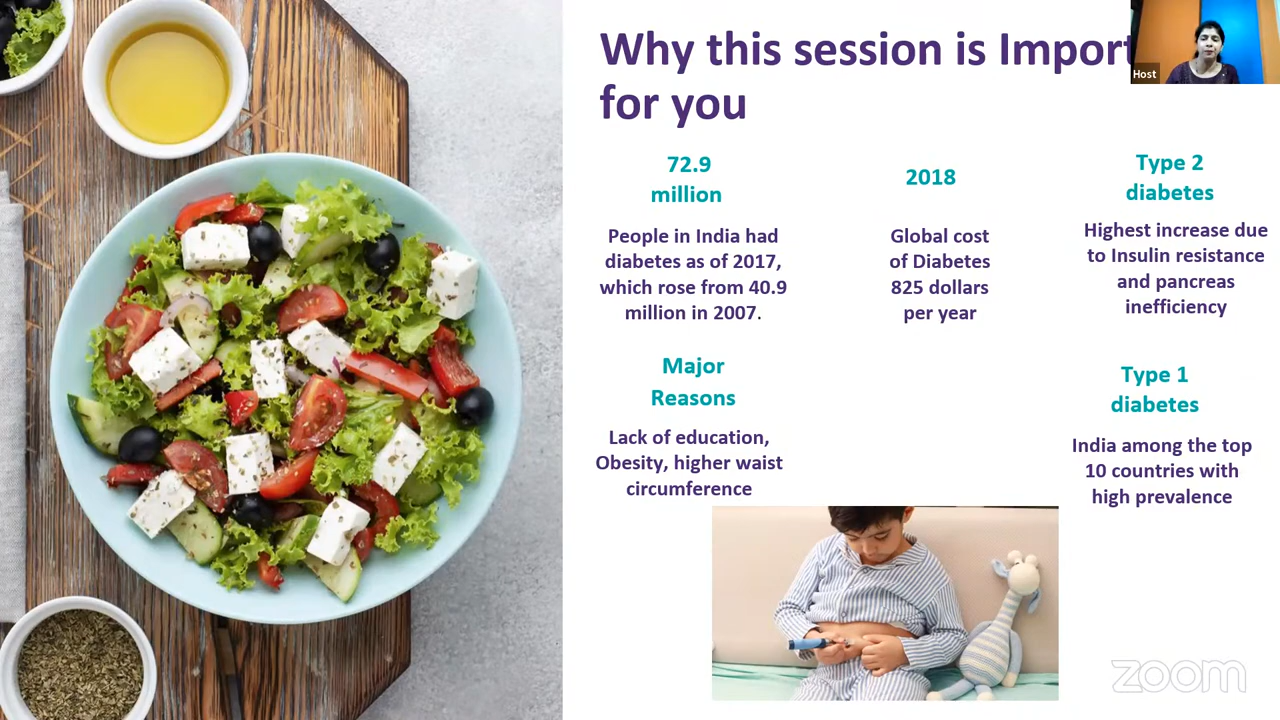 Why this session is Import
for you
Host
72.9
million
People in India had
diabetes as of 2017,
which rose from 40.9
million in 2007.
2018
Global cost
of Diabetes
825 dollars
per year
Type 2
diabetes
Highest increase due
to Insulin resistance
and pancreas
inefficiency
Major
Reasons
Lack of education,
Obesity, higher waist
circumference
Type 1
diabetes
India among the top
10 countries with
high prevalence
zoom